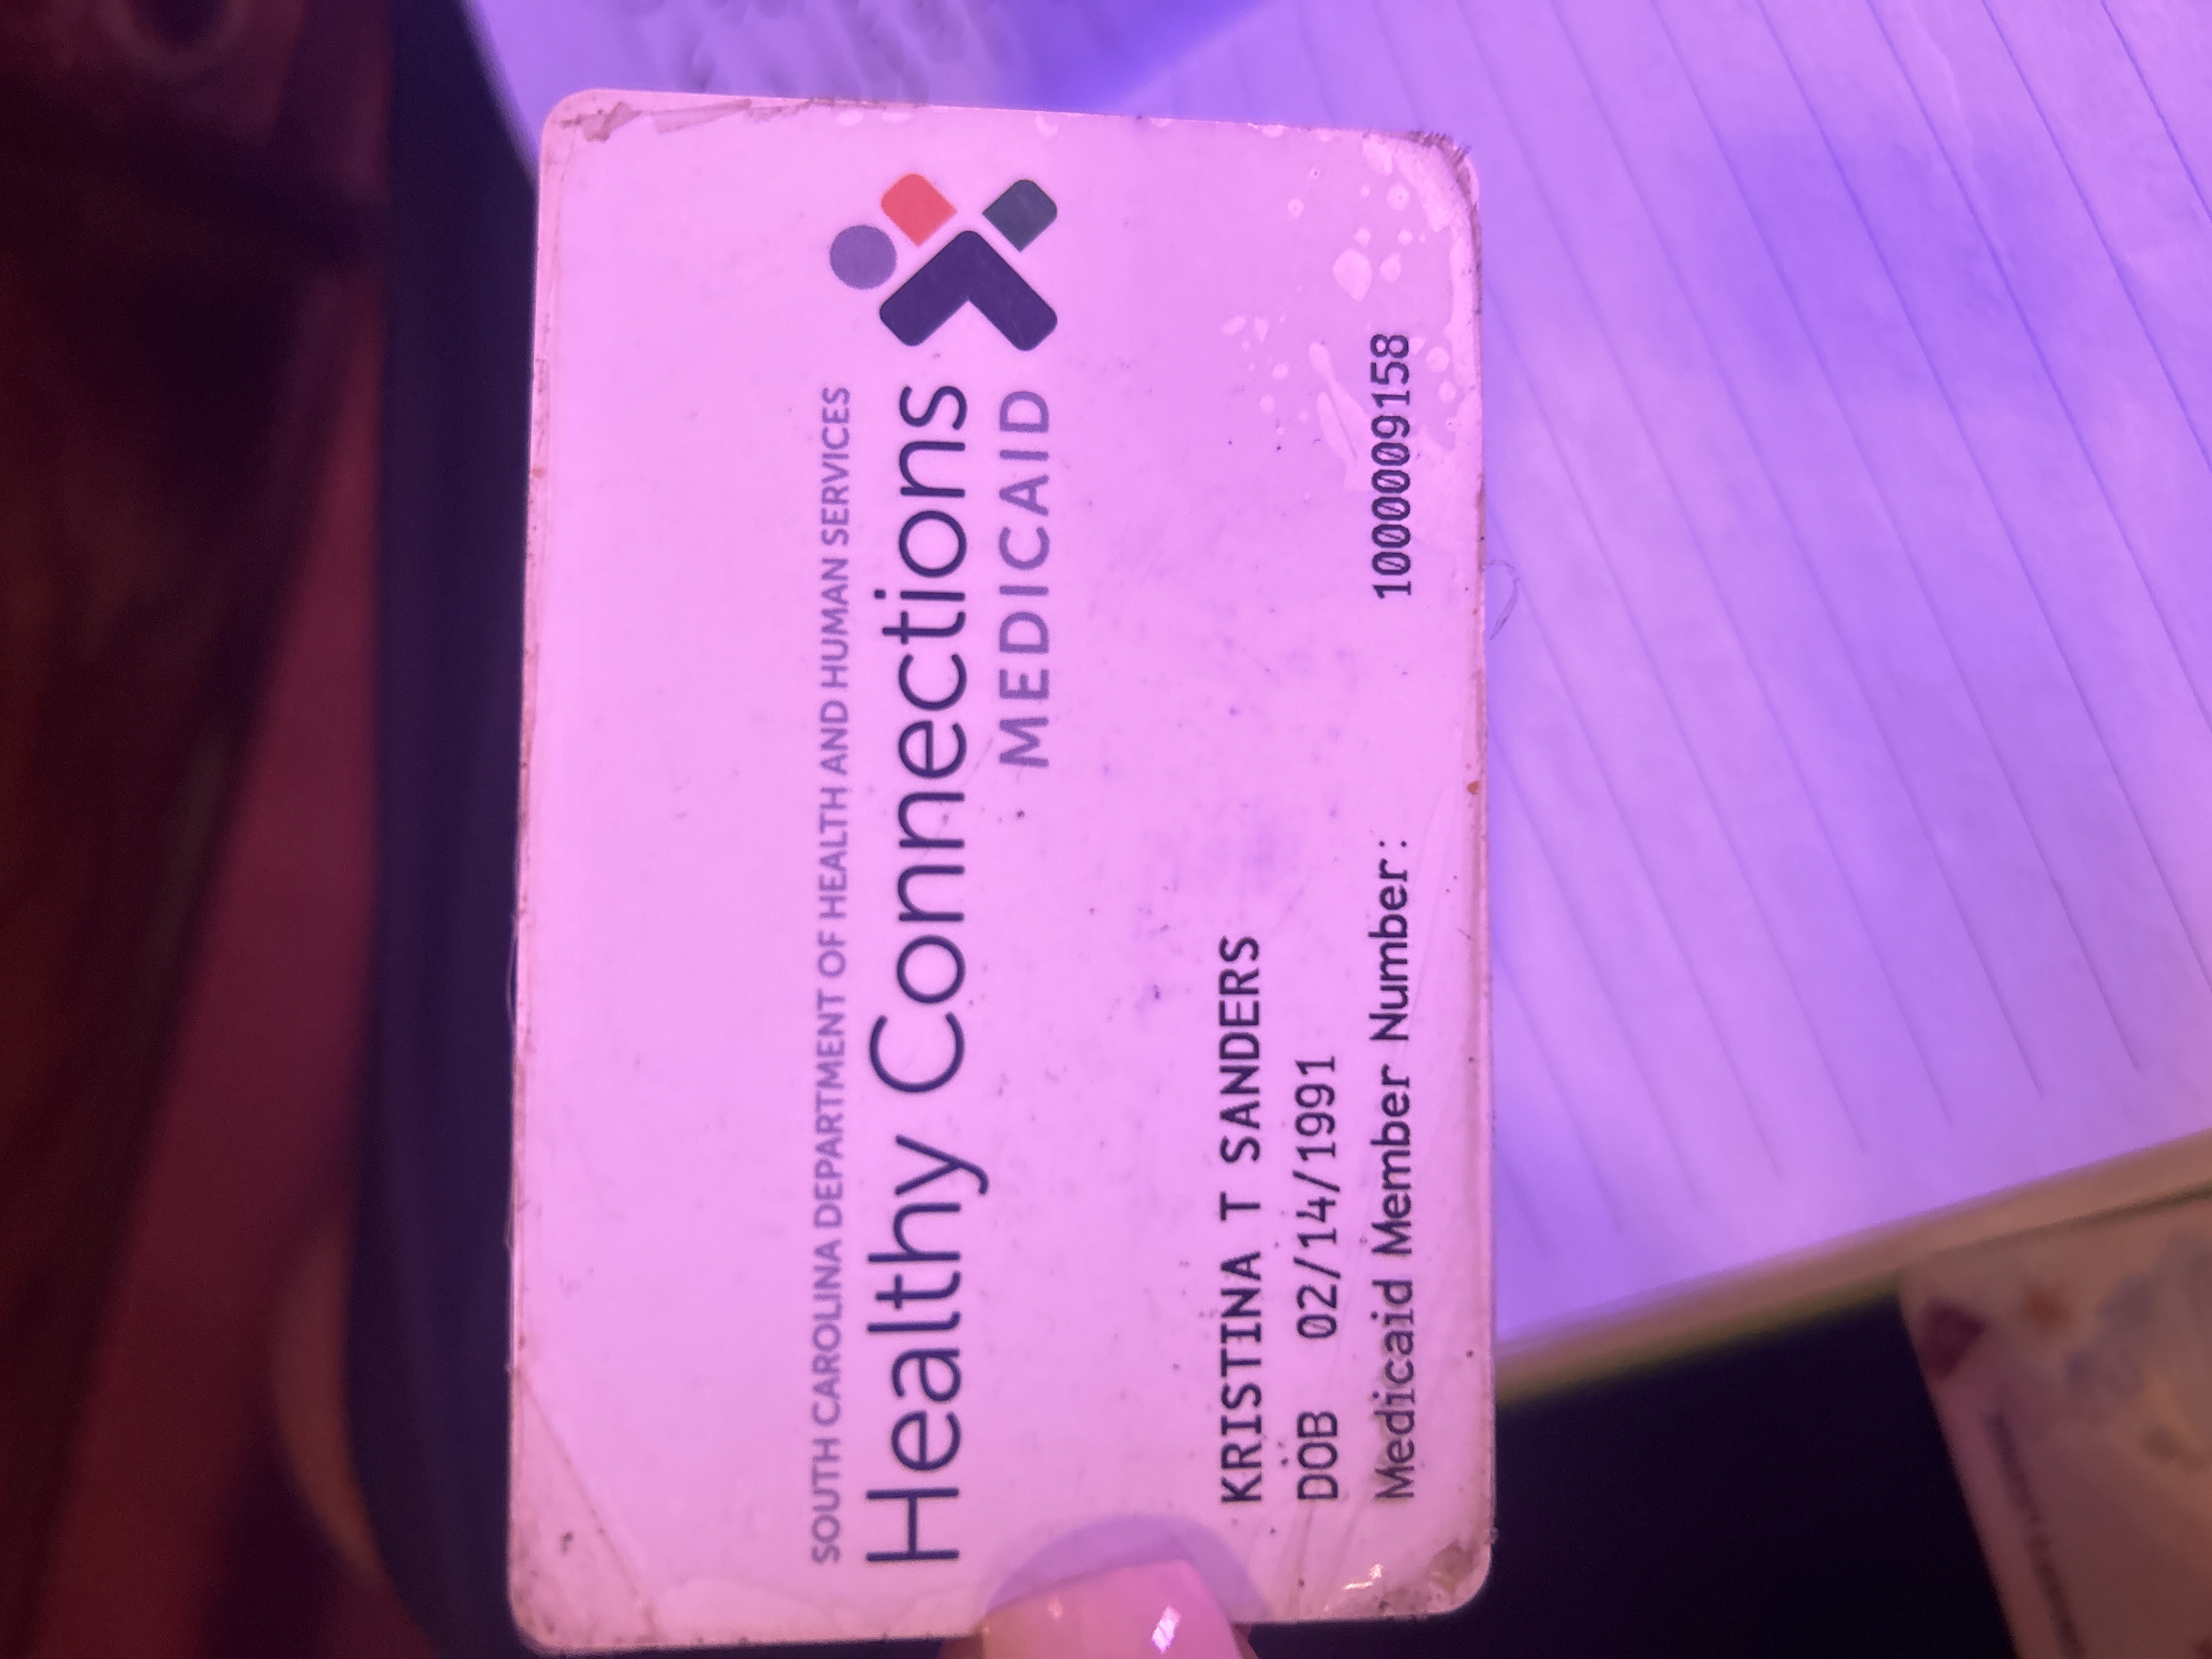 SOUTH CAROLINA DEPARTMENT OF HEALTH AND HUMAN SERVICES
Healthy Connections
MEDICAID
KRISTINA T SANDERS
DOB 02/14/1991
Medicaid Member Number: 1000009158